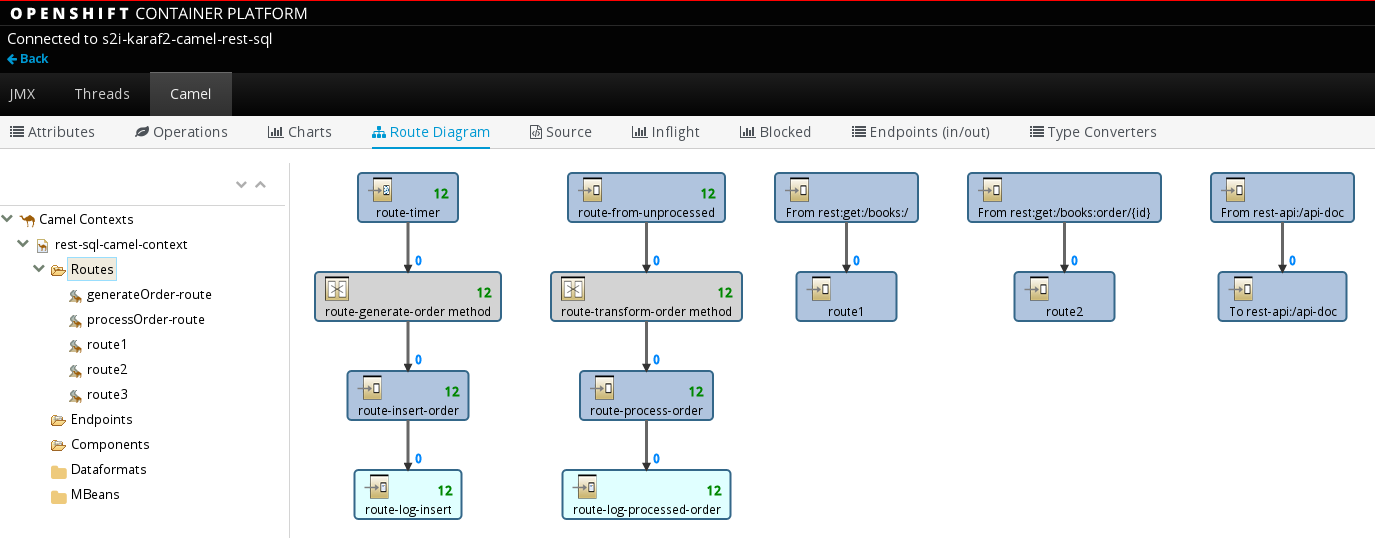 OPENSHIFT CONTAINER PLATFORM
Connected to s2i-karaf2-camel-rest-sql
Back
JMX Threads Camel
Attributes Operations Charts Route Diagram Source Inflight Blocked Endpoints (in/out) Type Converters
Camel Contexts
rest-sql-camel-context
Routes
generateOrder-route
processOrder-route
route1
route2
route3
Endpoints
Components
Dataformats
MBeans
12
route-timer
0
12
route-generate-order method
0
12
route-insert-order
0
12
route-log-insert
12
route-from-unprocessed
0
12
route-transform-order method
0
12
route-process-order
0
12
route-log-processed-order
From rest:get:/books:/
0
route1
From rest:get:/books:order/{id}
0
route2
From rest-api:/api-doc
0
To rest-api:/api-doc